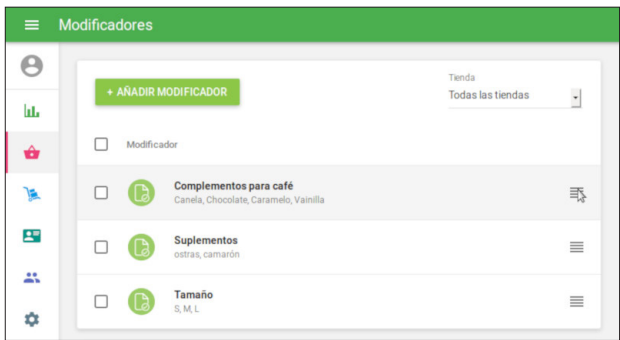 Modificadores
Tienda
+ AÑADIR MODIFICADOR
Todas las tiendas
Modificador
Complementos para café
Canela, Chocolate, Caramelo, Vainilla
Suplementos
ostras, camarón
Tamaño
S, M, L